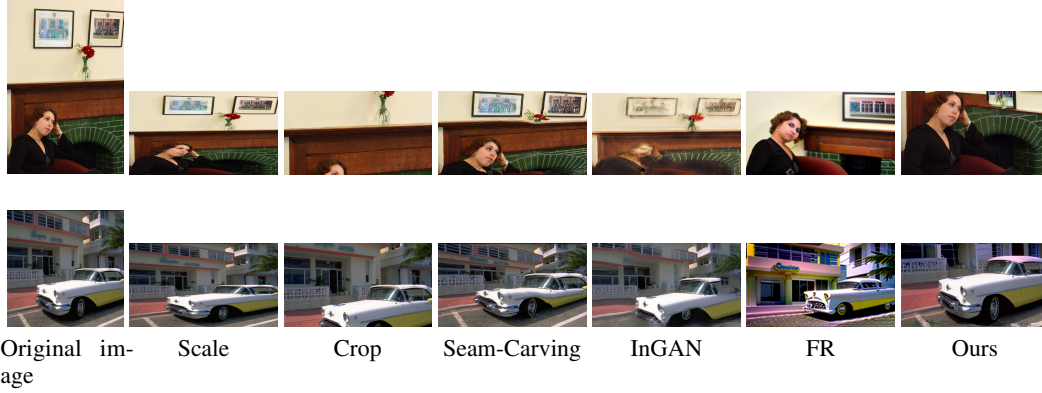 Original im-
age
Scale
Crop
Seam-Carving
InGAN
FR
Ours